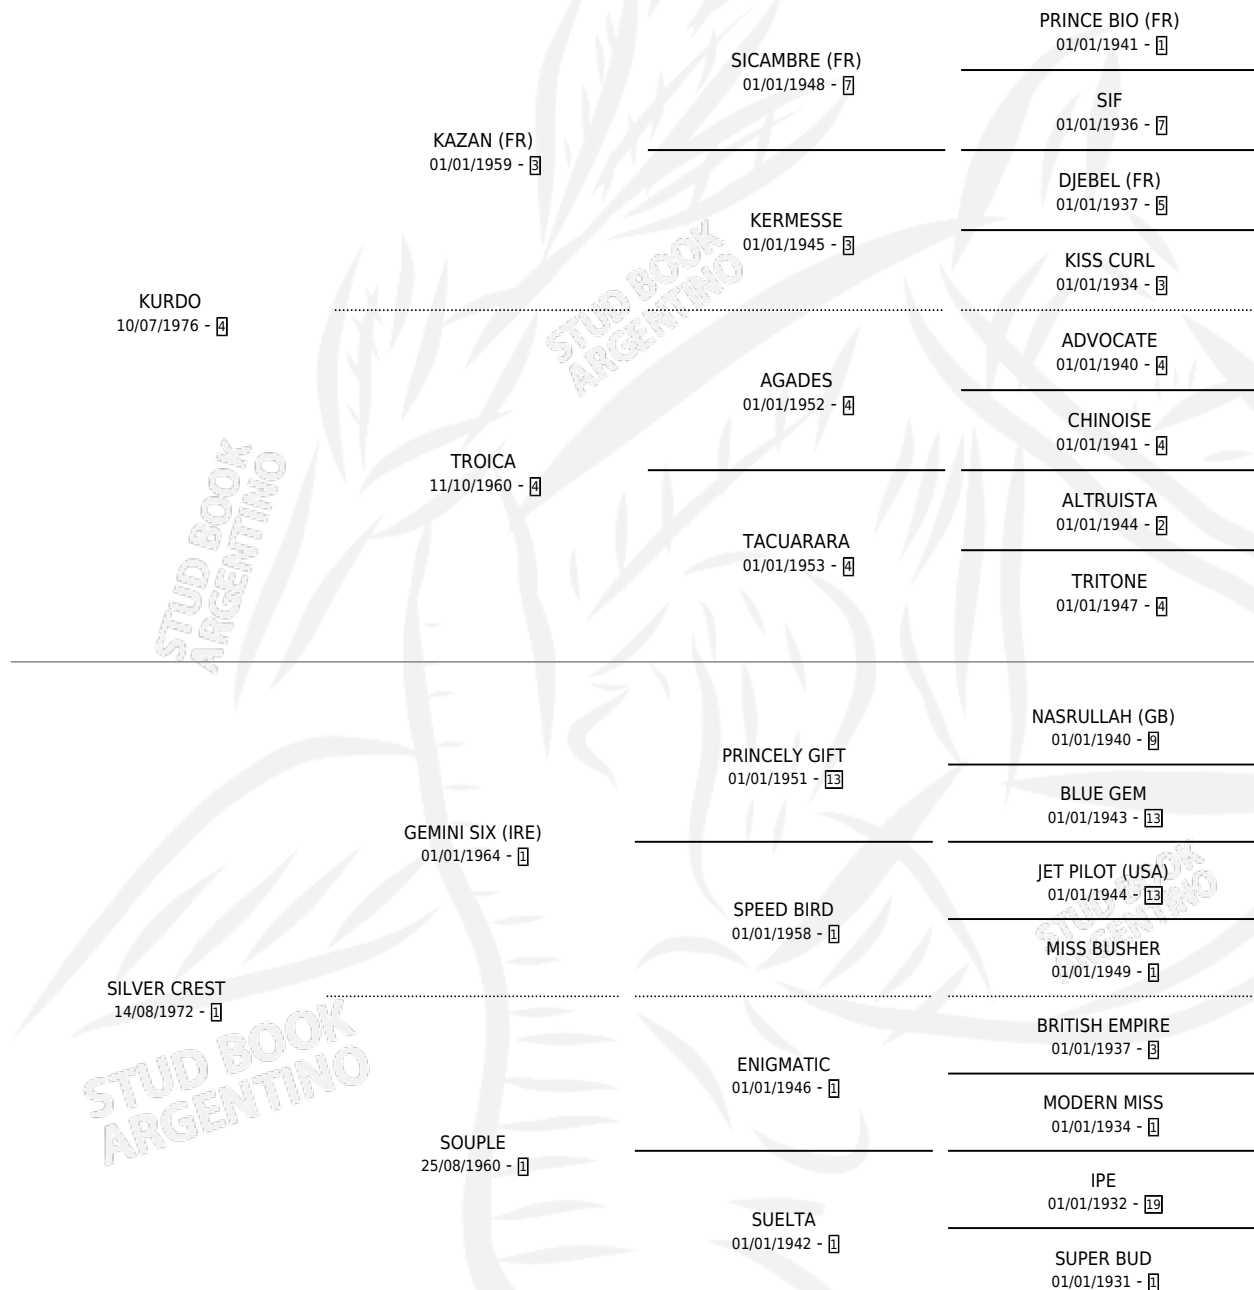 PRINCE BIO (FR)
01/01/1941 - 1
SICAMBRE (FR)
01/01/1948 - 7
SIF
01/01/1936 - 7
KAZAN (FR)
01/01/1959 - 3
DJEBEL (FR)
01/01/1937 - 5
KERMESSE
01/01/1945 - 3
KISS CURL
01/01/1934 - 3
KURDO
10/07/1976 - 4
ADVOCATE
01/01/1940 - 4
AGADES
01/01/1952 - 4
CHINOISE
01/01/1941 - 4
TROICA
11/10/1960 - 4
ALTRUISTA
01/01/1944 - 2
TACUARARA
01/01/1953 - 4
TRITONE
01/01/1947 - 4
STUD BOOK
ARGENTINO
STUD BOOK
ARGENTINO
NASRULLAH (GB)
01/01/1940 - 9
PRINCELY GIFT
01/01/1951 - 13
BLUE GEM
01/01/1943 - 13
GEMINI SIX (IRE)
01/01/1964 - 1
JET PILOT (USA)
01/01/1944 - 13
SPEED BIRD
01/01/1958 - 1
MISS BUSHER
01/01/1949 - 1
SILVER CREST
14/08/1972 - 1
BRITISH EMPIRE
01/01/1937 - 3
ENIGMATIC
01/01/1946 - 1
MODERN MISS
01/01/1934 - 1
SOUPLE
25/08/1960 - 1
IPE
01/01/1932 - 19
SUELTA
01/01/1942 - 1
SUPER BUD
01/01/1931 - 1
STUD BOOK
ARGENTINO
STUD BOOK
ARGENTINO